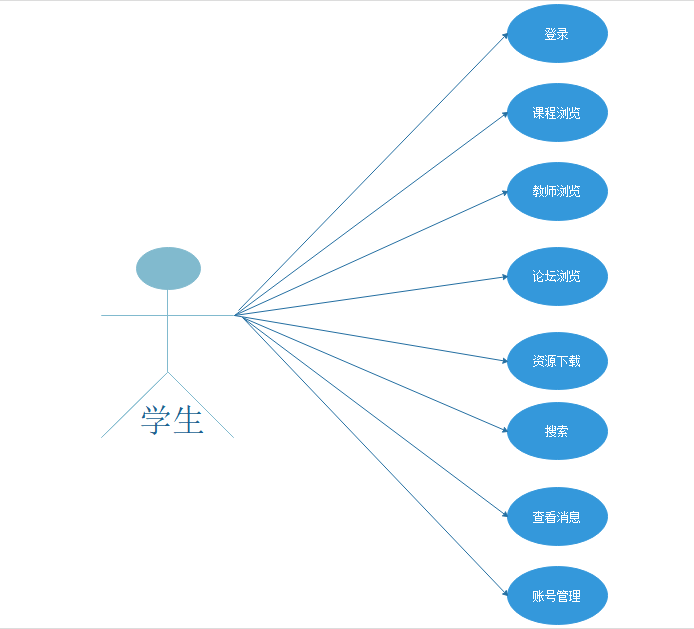 登录
课程浏览
教师浏览
论坛浏览
资源下载
学生
搜索
查看消息
账号管理